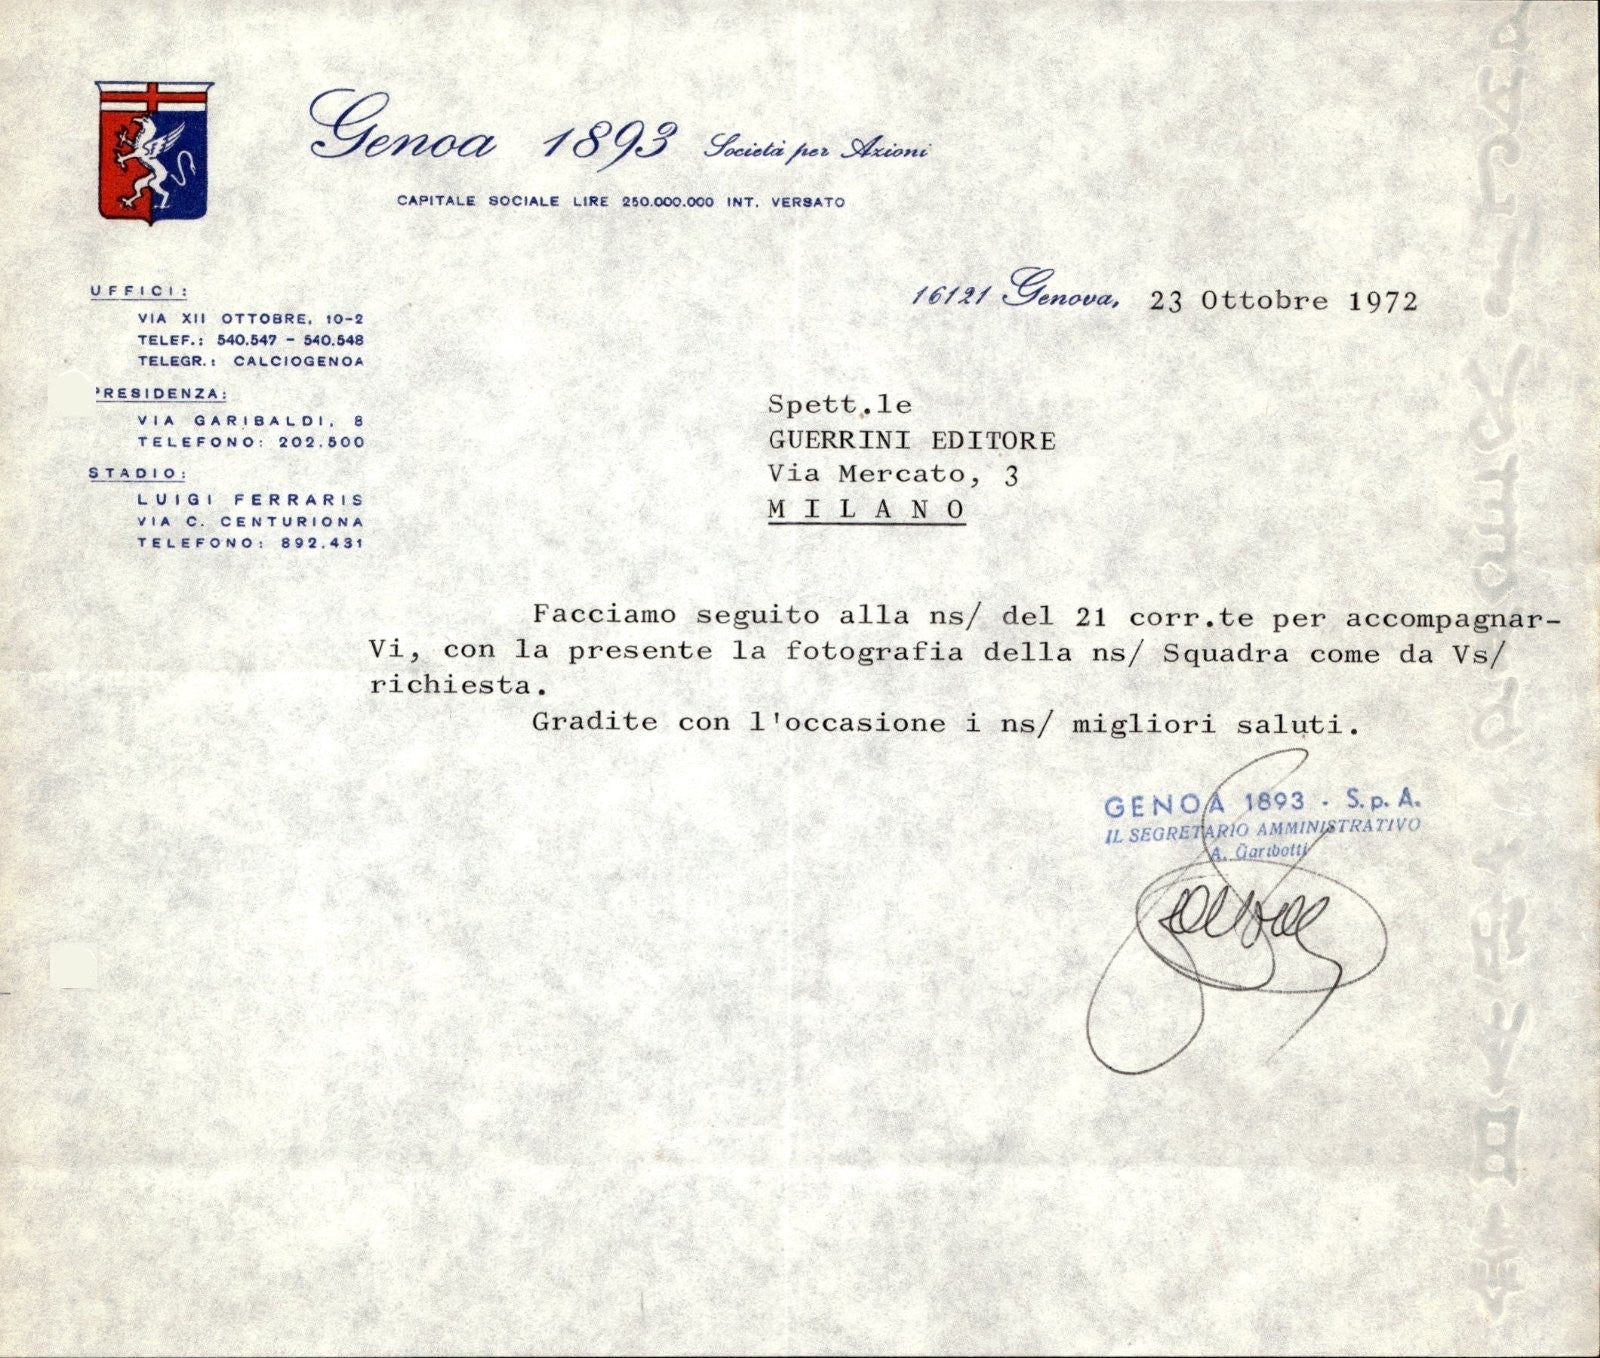 Genoa 1893 Società per Azioni
CAPITALE SOCIALE LIRE 250.000.000 INT. VERSATO
UFFICI:
VIA XII OTTOBRE, 10-2
TELEF.: 540.547 - 540.548
TELEGR.: CALCIOGENOA
PRESIDENZA:
VIA GARIBALDI, 8
TELEFONO: 202.500
STADIO:
LUIGI FERRARIS
VIA C. CENTURIONA
TELEFONO: 892.431
16121 Genova, 23 Ottobre 1972
Spett.le
GUERRINI EDITORE
Via Mercato, 3
M I L A N O
Facciamo seguito alla ns/ del 21 corr.te per accompagnar-
Vi, con la presente la fotografia della ns/ Squadra come da Vs/
richiesta.
Gradite con l'occasione i ns/ migliori saluti.
GENOA 1893 - S.p.A.
IL SEGRETARIO AMMINISTRATIVO
A. Garibotti